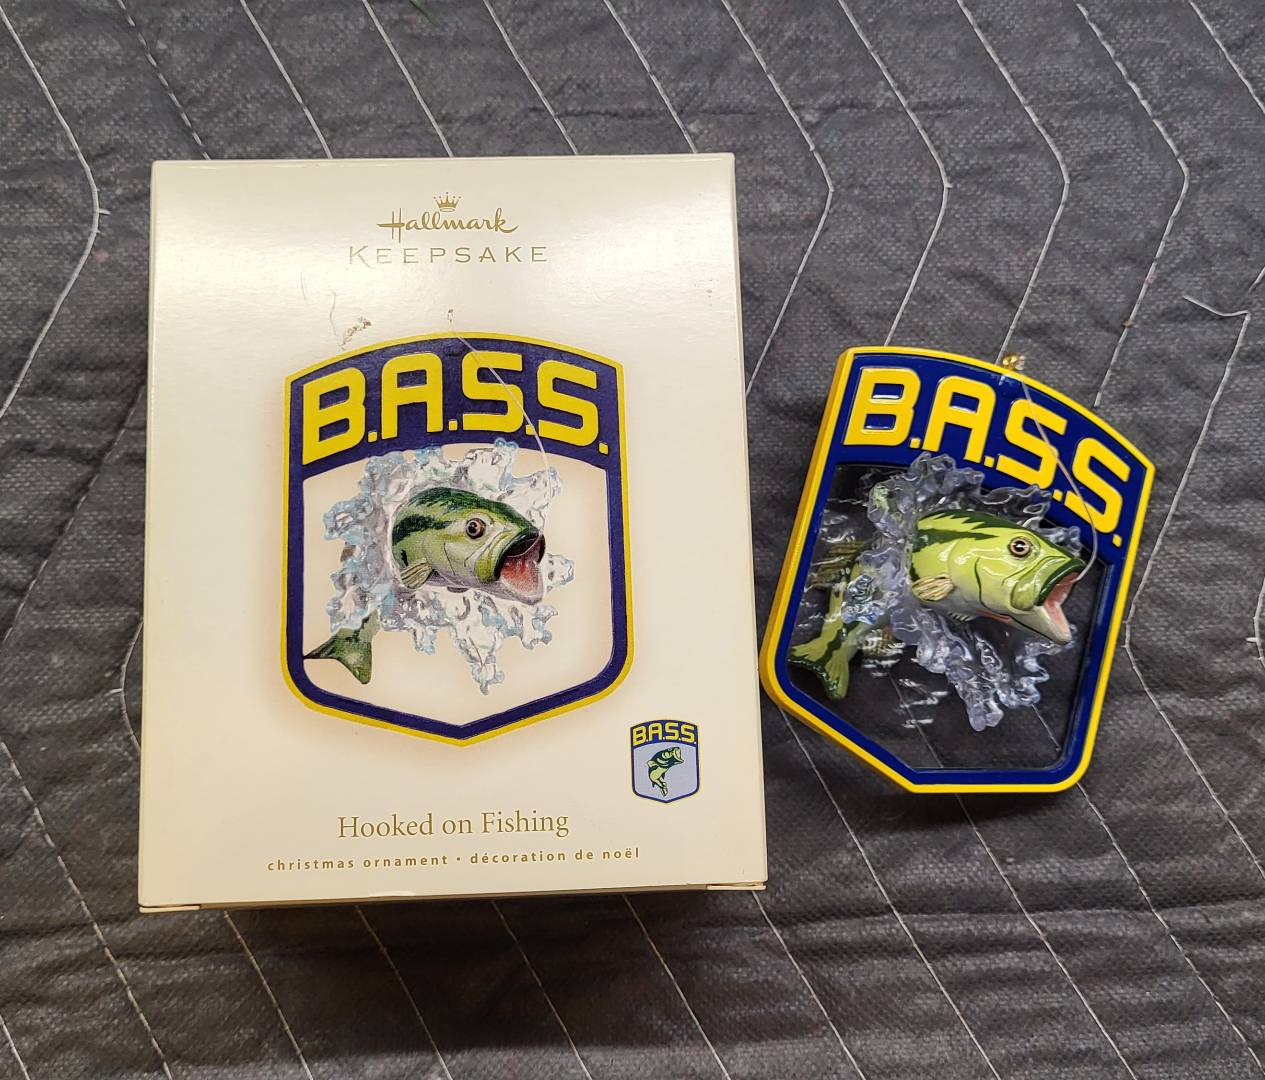 Hallmark
KEEPSAKE
B.A.S.S.
B.A.S.S.
Hooked on Fishing
christmas ornament • décoration de noël
B.A.S.S.